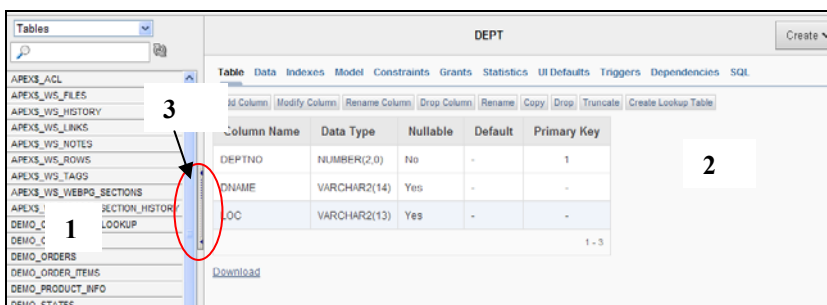 Tables
DEPT
Create
APEX$_ACL
APEX$_WS_FILES
APEX$_WS_HISTORY
APEX$_WS_LINKS
APEX$_WS_NOTES
APEX$_WS_ROWS
APEX$_WS_TAGS
APEX$_WS_WEBPG_SECTIONS
SECTION_HISTORY
LOOKUP
DEMO_ORDERS
DEMO_ORDER_ITEMS
DEMO_PRODUCT_INFO
DEMO_STATES
1
3
Table Data Indexes Model Constraints Grants Statistics UI Defaults Triggers Dependencies SQL
Column Modify Column Rename Column Drop Column Rename Copy Drop Truncate Create Lookup Table
Column Name Data Type Nullable Default Primary Key
DEPTNO NUMBER(2,0) No - 1
DNAME VARCHAR2(14) Yes - -
LOC VARCHAR2(13) Yes - -
1 - 3
Download
2